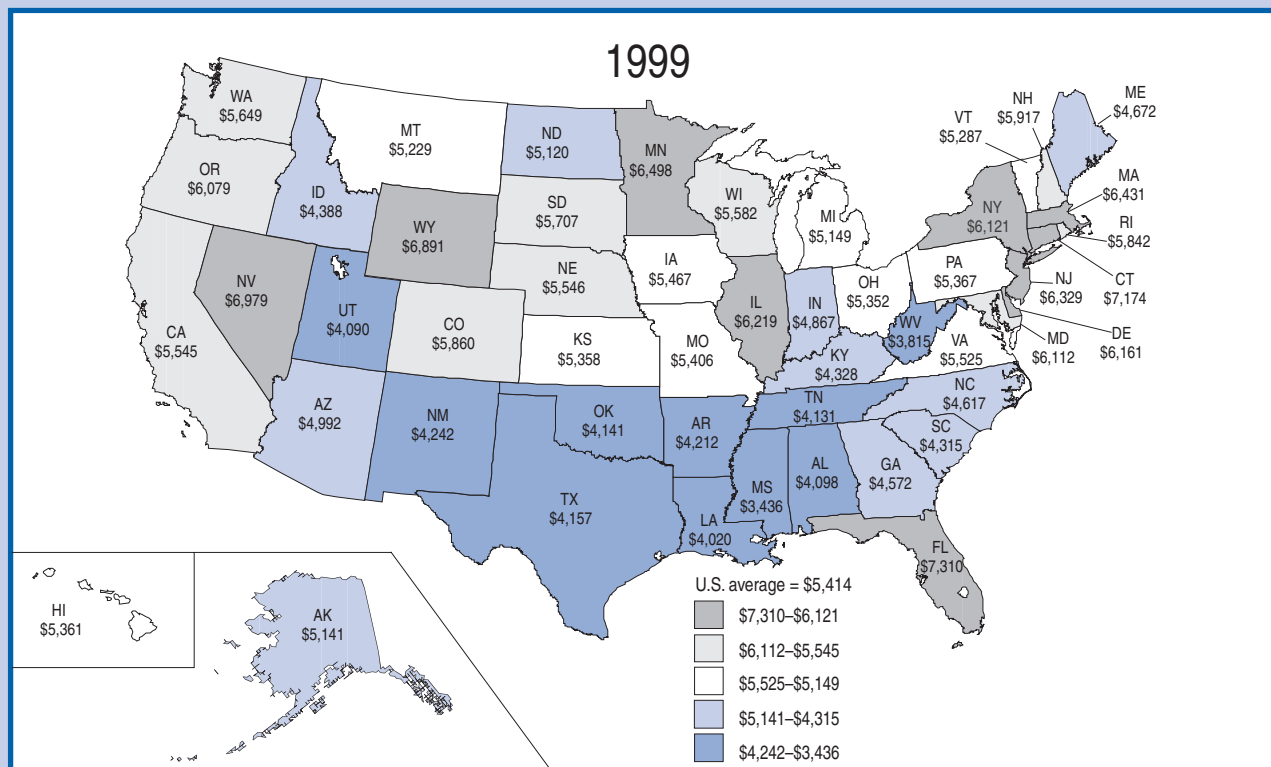 1999
WA
$5,649
OR
$6,079
CA
$5,545
ID
$4,388
NV
$6,979
MT
$5,229
WY
$6,891
UT
$4,090
AZ
$4,992
CO
$5,860
NM
$4,242
ND
$5,120
SD
$5,707
NE
$5,546
KS
$5,358
OK
$4,141
TX
$4,157
MN
$6,498
IA
$5,467
MO
$5,406
AR
$4,212
LA
$4,020
WI
$5,582
IL
$6,219
MI
$5,149
IN
$4,867
OH
$5,352
KY
$4,328
TN
$4,131
MS
$3,436
AL
$4,098
GA
$4,572
FL
$7,310
SC
$4,315
NC
$4,617
VA
$5,525
WV
$3,815
PA
$5,367
NY
$6,121
VT
$5,287
NH
$5,917
ME
$4,672
MA
$6,431
RI
$5,842
CT
$7,174
NJ
$6,329
DE
$6,161
MD
$6,112
HI
$5,361
AK
$5,141
U.S. average = $5,414
$7,310–$6,121
$6,112–$5,545
$5,525–$5,149
$5,141–$4,315
$4,242–$3,436